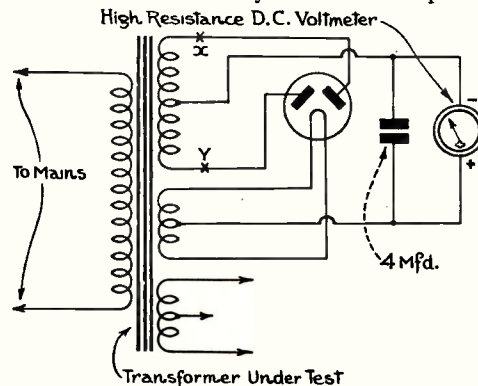 High Resistance D.C. Voltmeter
x
Y
To Mains
-
+
4 Mfd.
Transformer Under Test